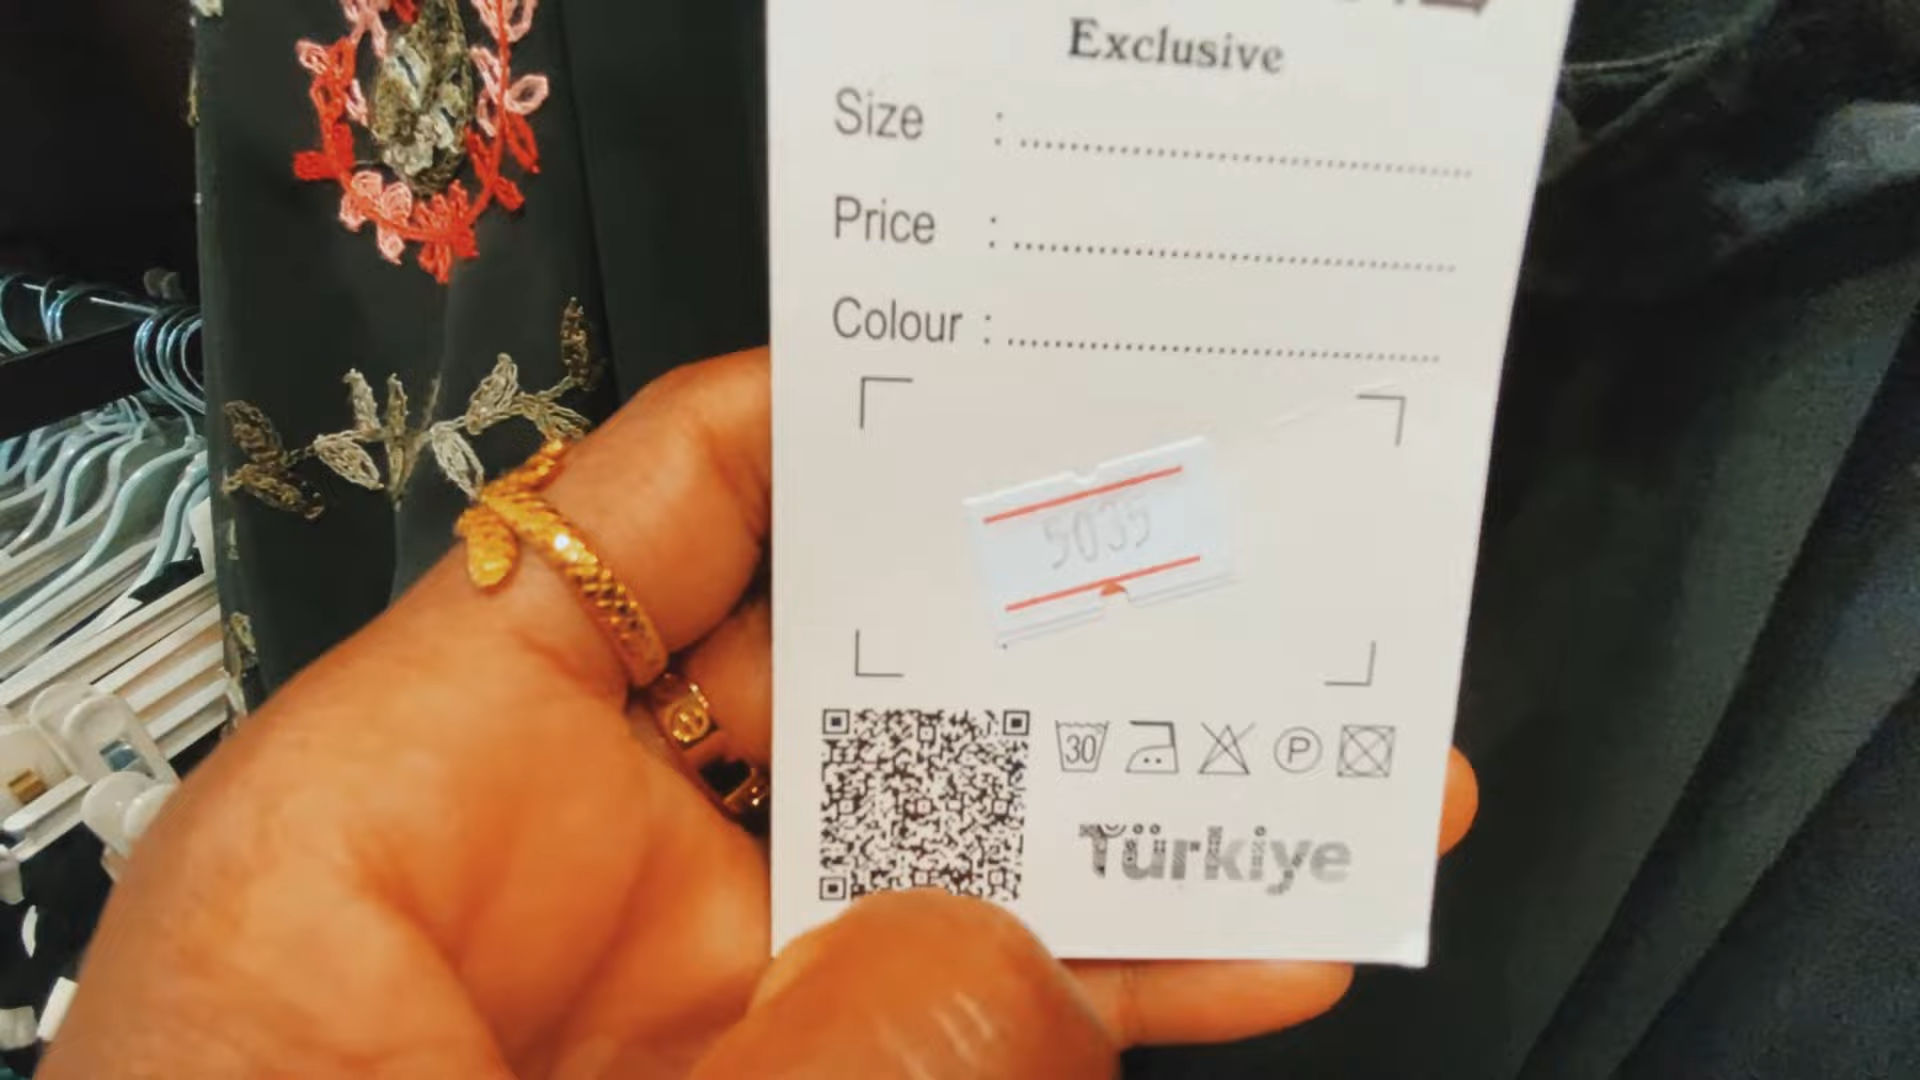 Exclusive
Size : ....................
Price : ....................
Colour : ....................
5035
30
P
Türkiye